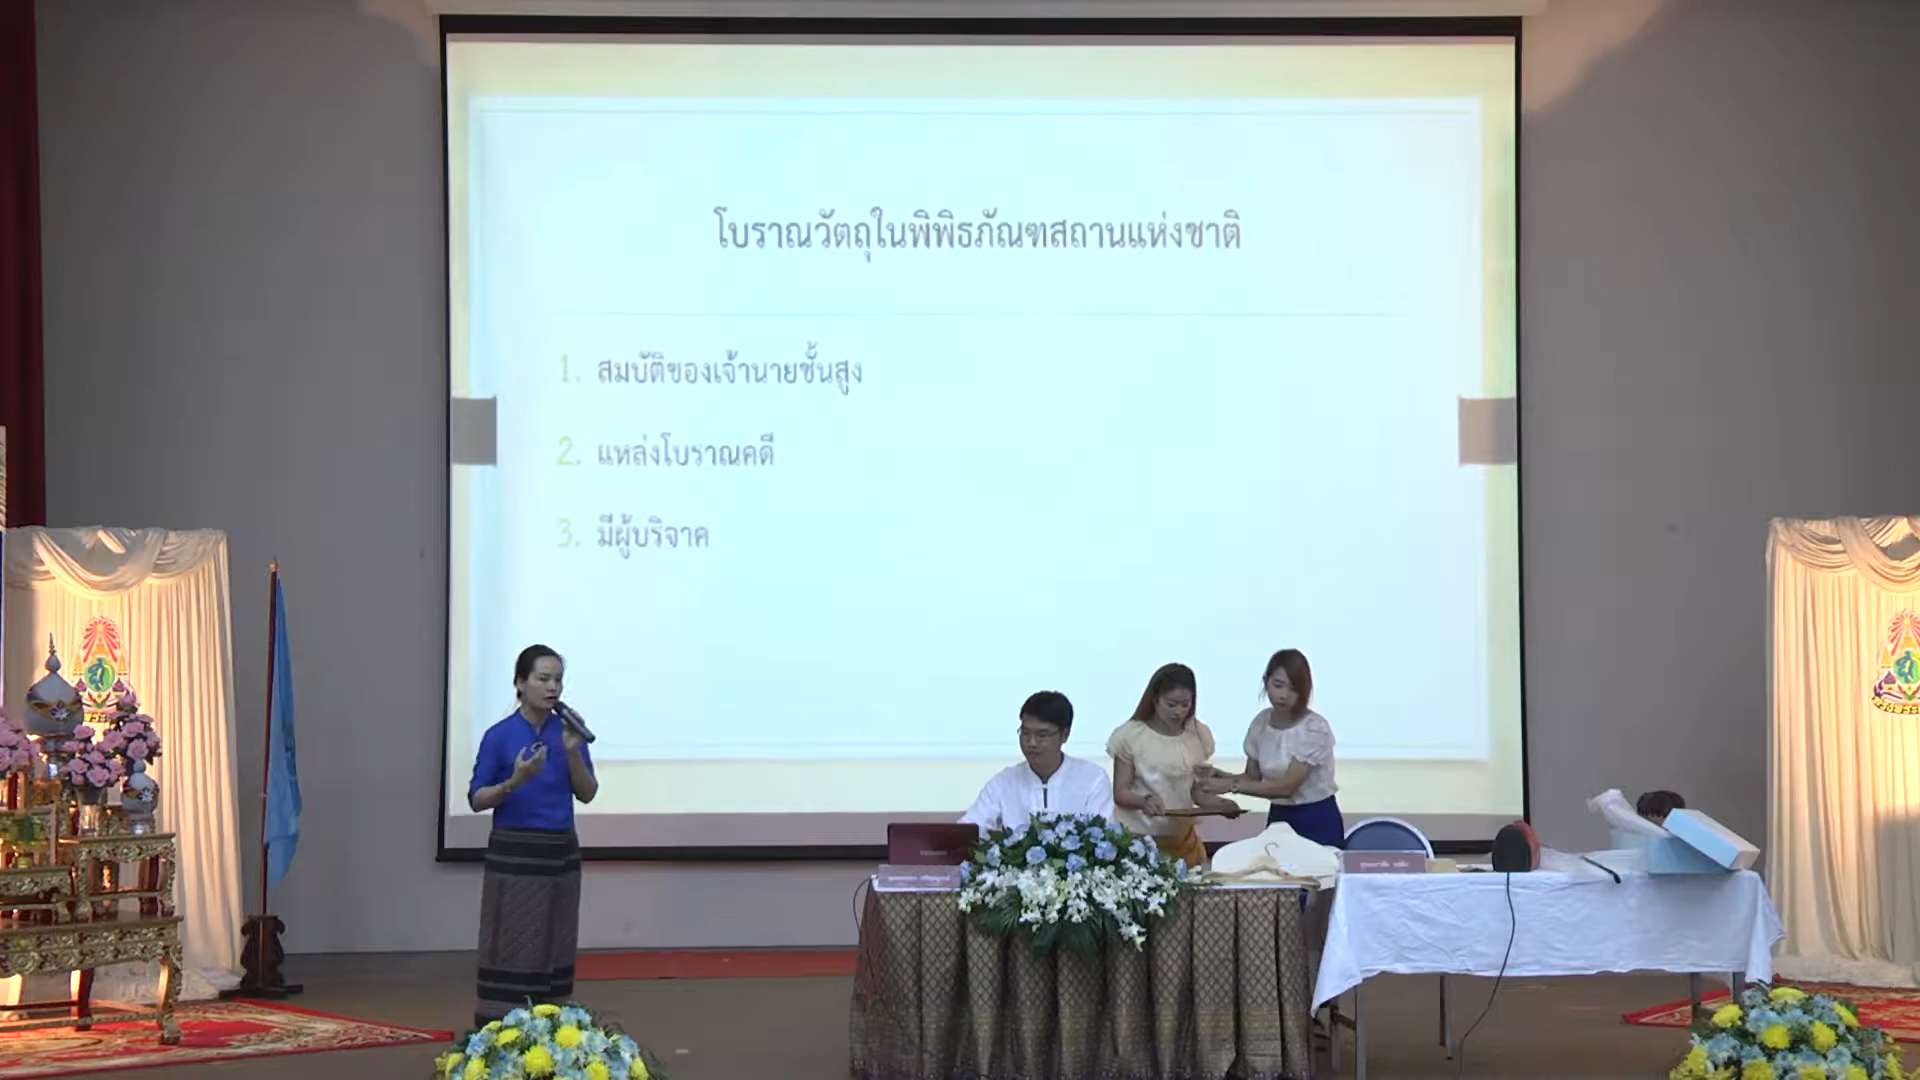 โบราณวัตถุในพิพิธภัณฑสถานแห่งชาติ
1. สมบัติของเจ้านายชั้นสูง
2. แหล่งโบราณคดี
3. มีผู้บริจาค